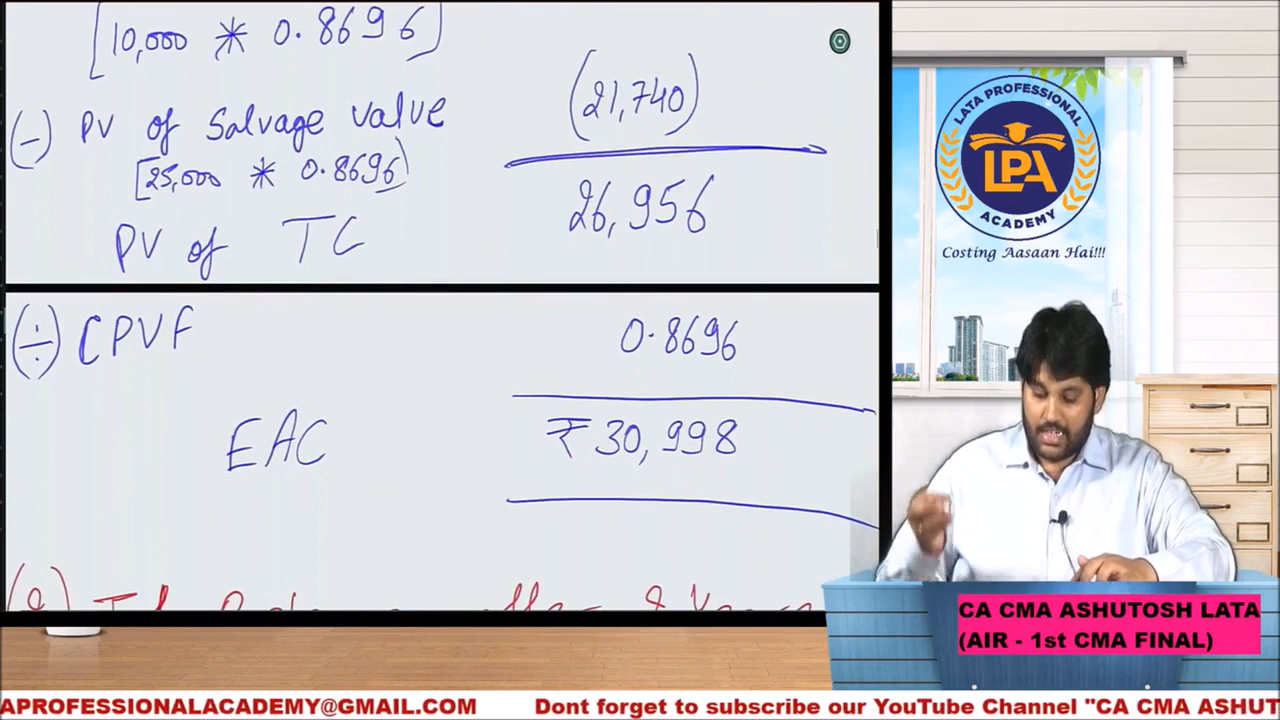 [10,000 * 0.8696]
(-) PV of Salvage value (21,740)
[25,000 * 0.8696)
PV of TC 26,956
(÷) CPVF 0.8696
EAC ₹ 30,998
LATA PROFESSIONAL
LPA
ACADEMY
Costing Aasaan Hai!!!
CA CMA ASHUTOSH LATA
(AIR - 1st CMA FINAL)
APROFESSIONALACADEMY@GMAIL.COM Dont forget to subscribe our YouTube Channel "CA CMA ASHUT